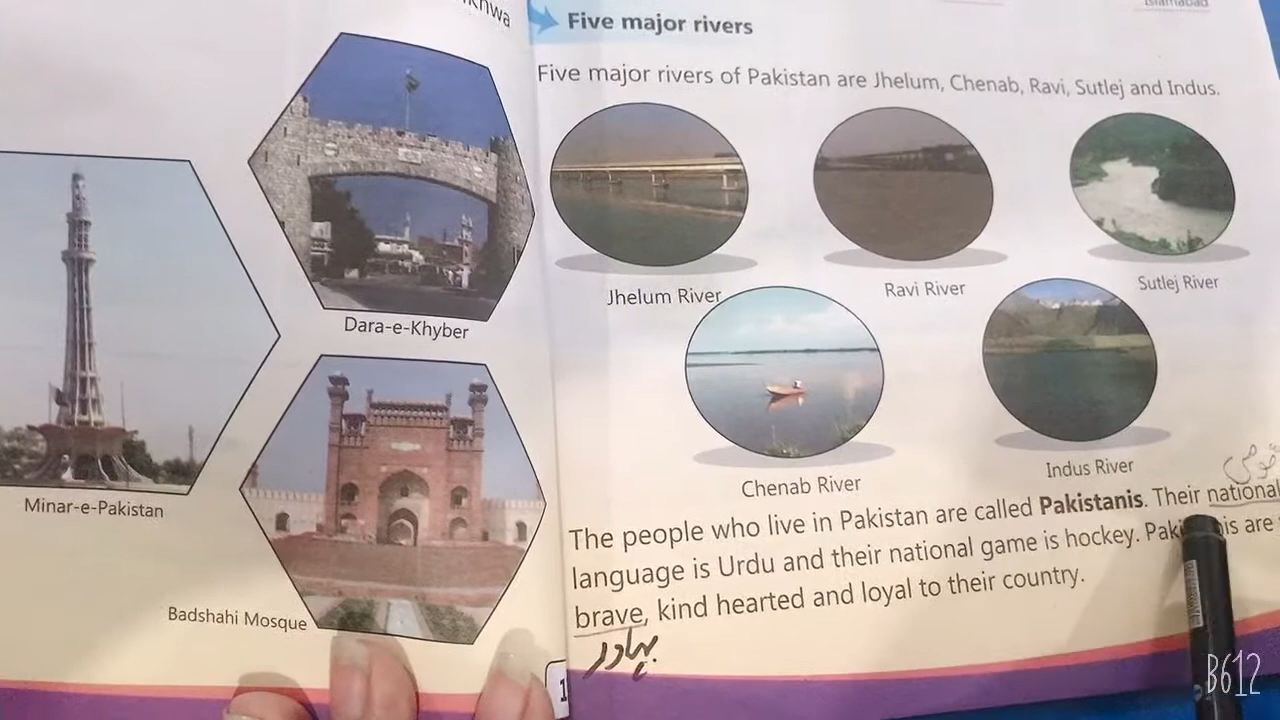 Minar-e-Pakistan
Dara-e-Khyber
Badshahi Mosque
Islamabad
Five major rivers
Five major rivers of Pakistan are Jhelum, Chenab, Ravi, Sutlej and Indus.
Jhelum River
Ravi River
Sutlej River
Chenab River
Indus River
قومی
The people who live in Pakistan are called Pakistanis. Their national
language is Urdu and their national game is hockey. are
brave, kind hearted and loyal to their country.
بہادر
B612